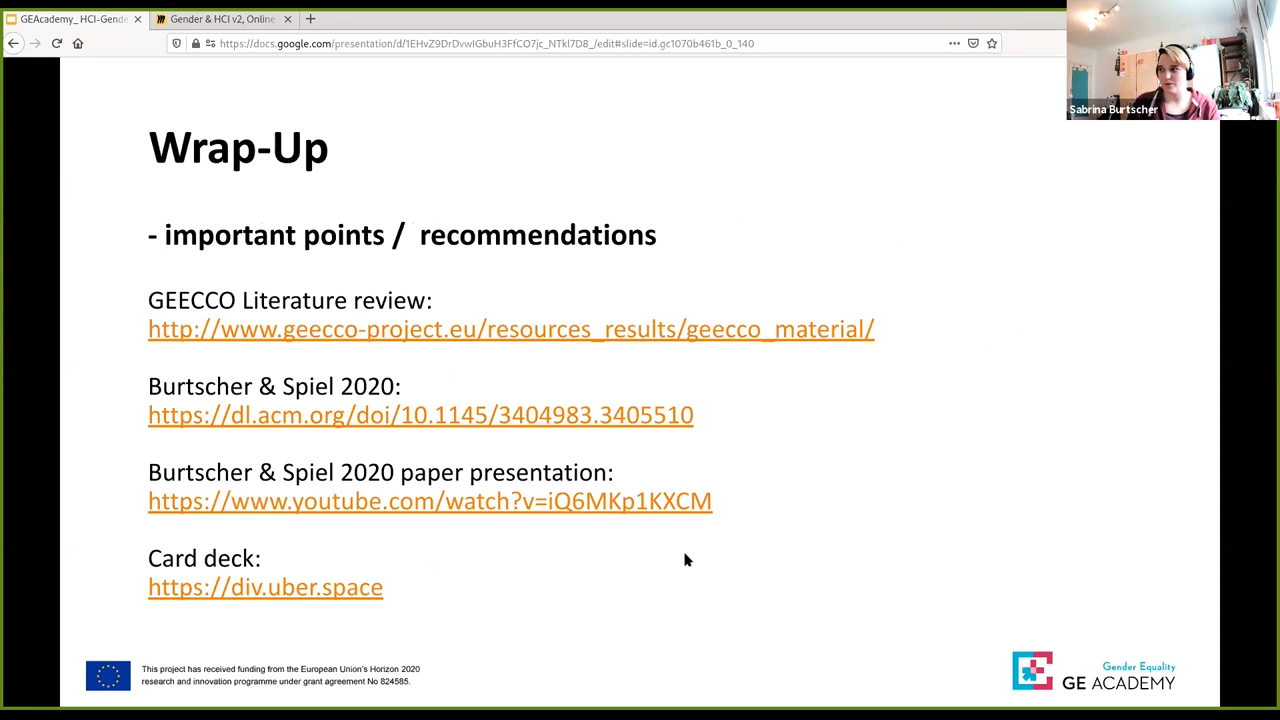 GEAcademy_ HCI-Gende
Gender & HCI v2, Online
https://docs.google.com/presentation/d/1EHvZ9DrDvwIGbuH3FfCO7jc_NTkl7D8_/edit#slide=id.gc1070b461b_0_140
Sabrina Burtscher
Wrap-Up
- important points / recommendations
GEECCO Literature review:
http://www.geecco-project.eu/resources_results/geecco_material/
Burtscher & Spiel 2020:
https://dl.acm.org/doi/10.1145/3404983.3405510
Burtscher & Spiel 2020 paper presentation:
https://www.youtube.com/watch?v=iQ6MKp1KXCM
Card deck:
https://div.uber.space
This project has received funding from the European Union's Horizon 2020
research and innovation programme under grant agreement No 824585.
Gender Equality
GE ACADEMY